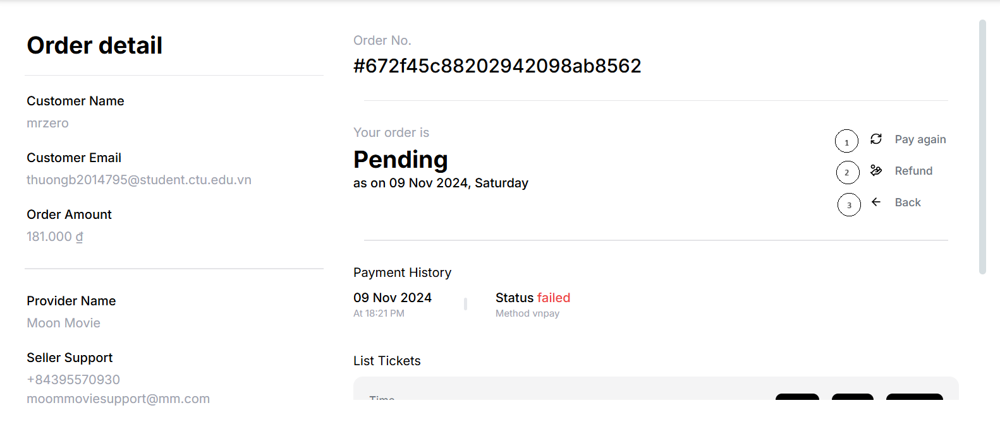 Order detail
Customer Name
mrzero
Customer Email
thuongb2014795@student.ctu.edu.vn
Order Amount
181.000 ₫
Provider Name
Moon Movie
Seller Support
+84395570930
moommoviesupport@mm.com
Order No.
#672f45c88202942098ab8562
Your order is
Pending
as on 09 Nov 2024, Saturday
1 Pay again
2 Refund
3 Back
Payment History
09 Nov 2024
At 18:21 PM
Status failed
Method vnpay
List Tickets
Time